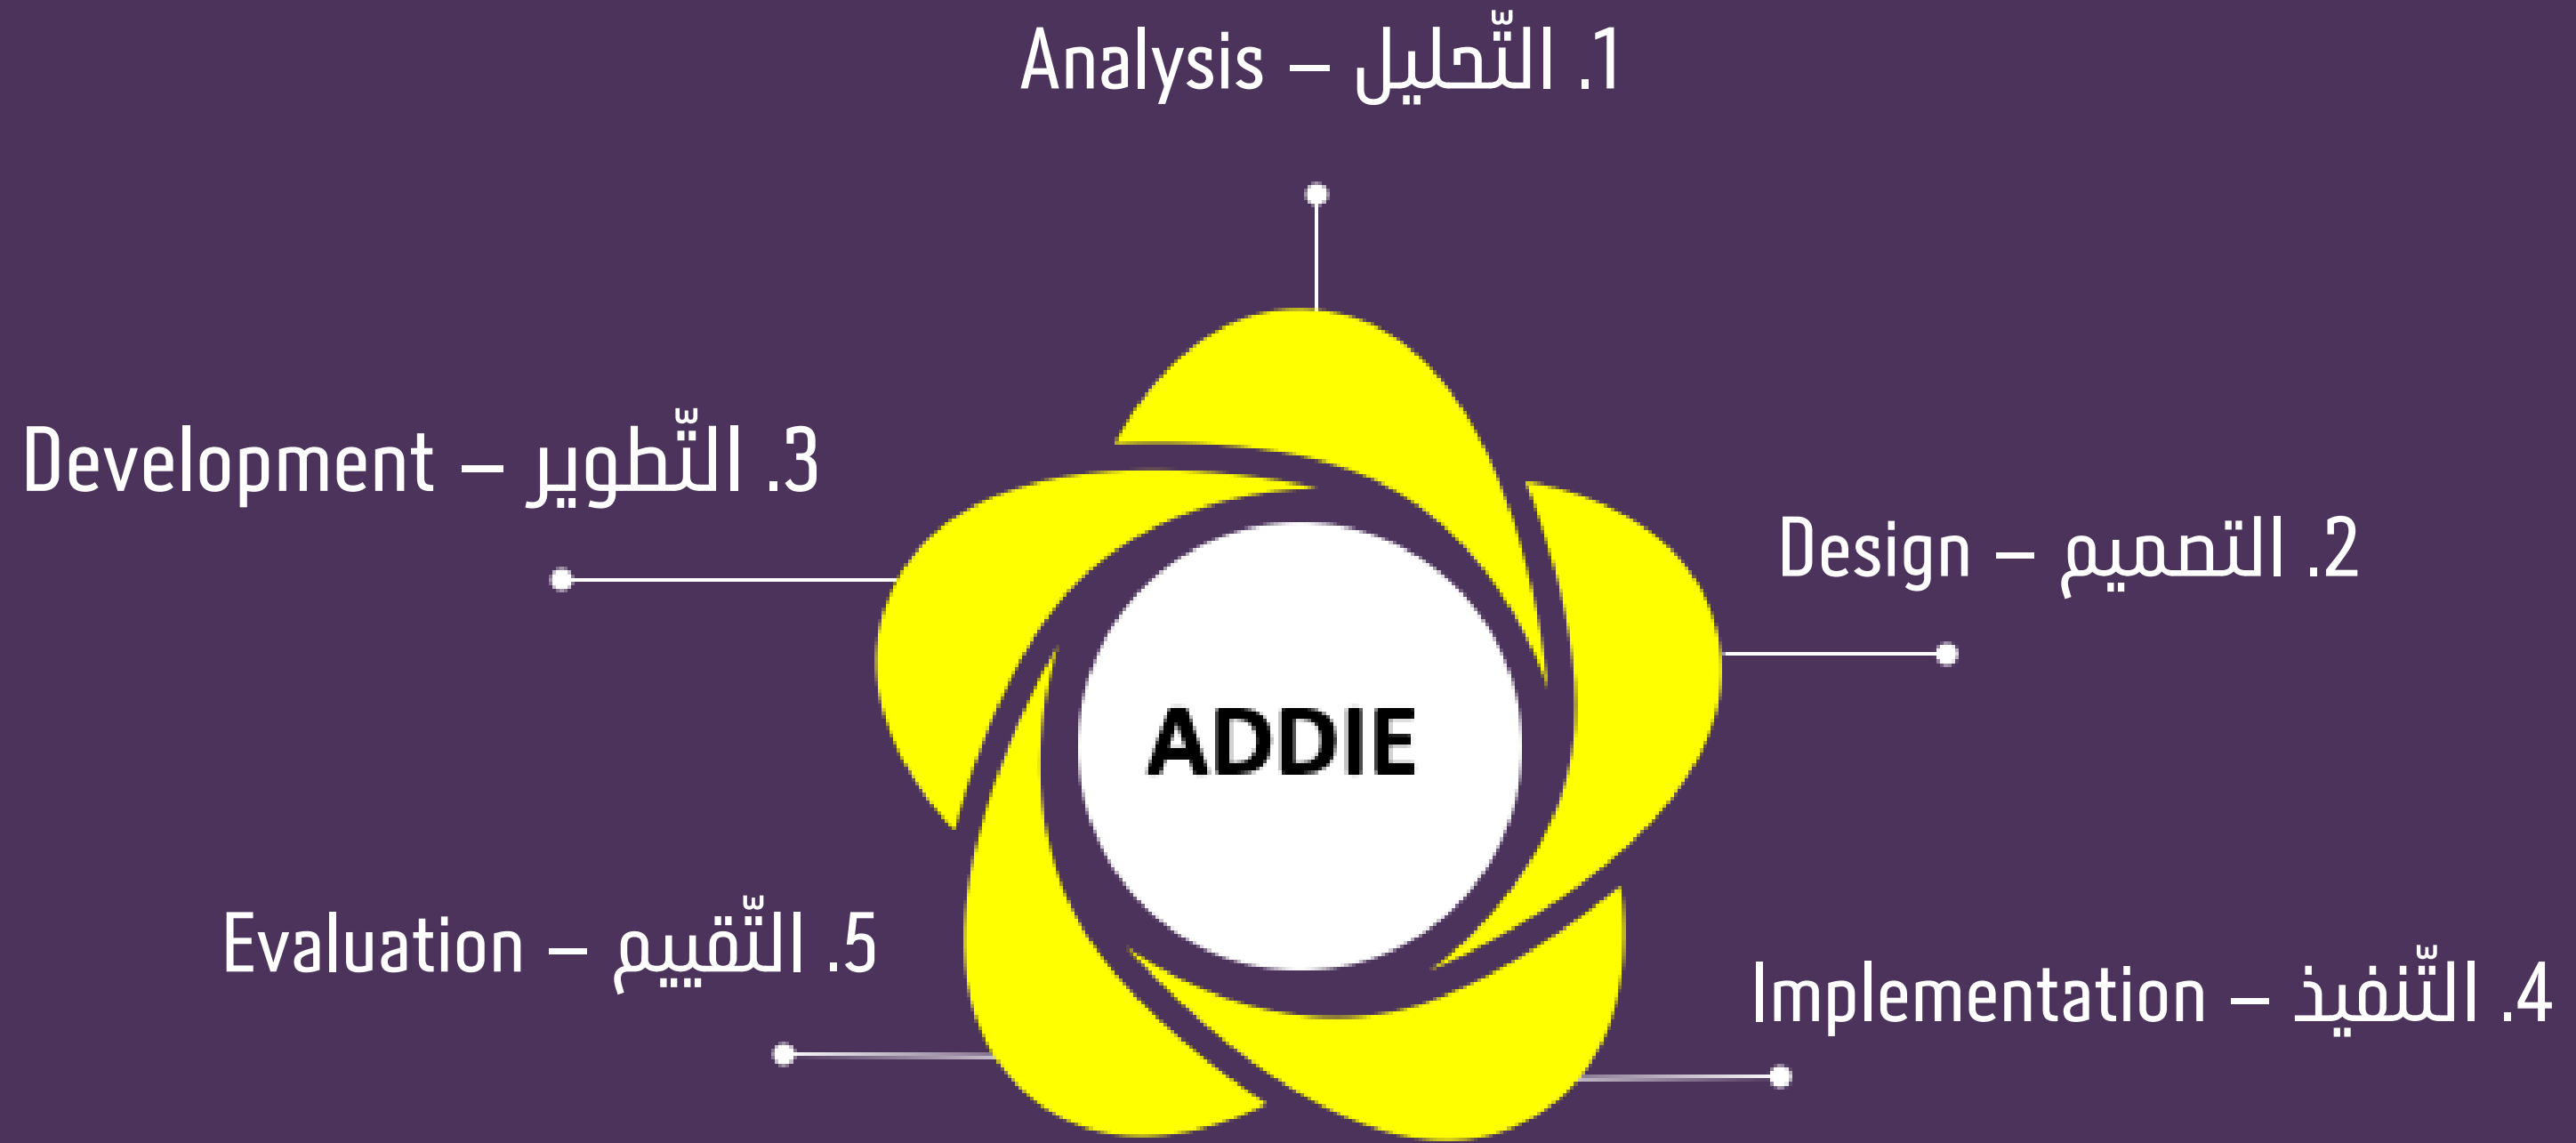 1. التّحليل – Analysis
3. التّطوير – Development
2. التصميم – Design
ADDIE
5. التّقييم – Evaluation
4. التّنفيذ – Implementation